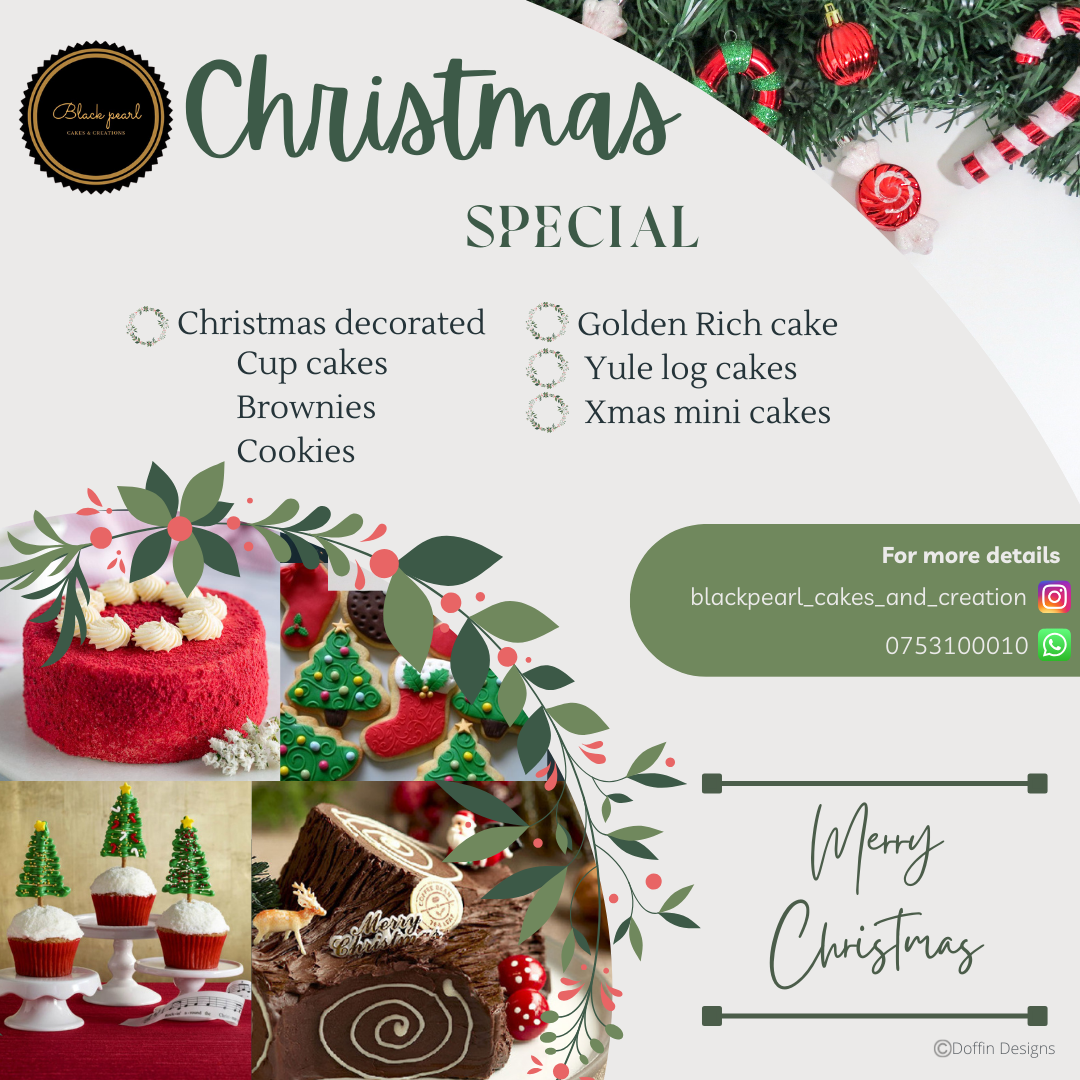 Black pearl
CAKES & CREATIONS
Christmas
SPECIAL
Christmas decorated
Cup cakes
Brownies
Cookies
Golden Rich cake
Yule log cakes
Xmas mini cakes
For more details
blackpearl_cakes_and_creation
0753100010
Merry
Christmas
Merry
Christmas
©Doffin Designs